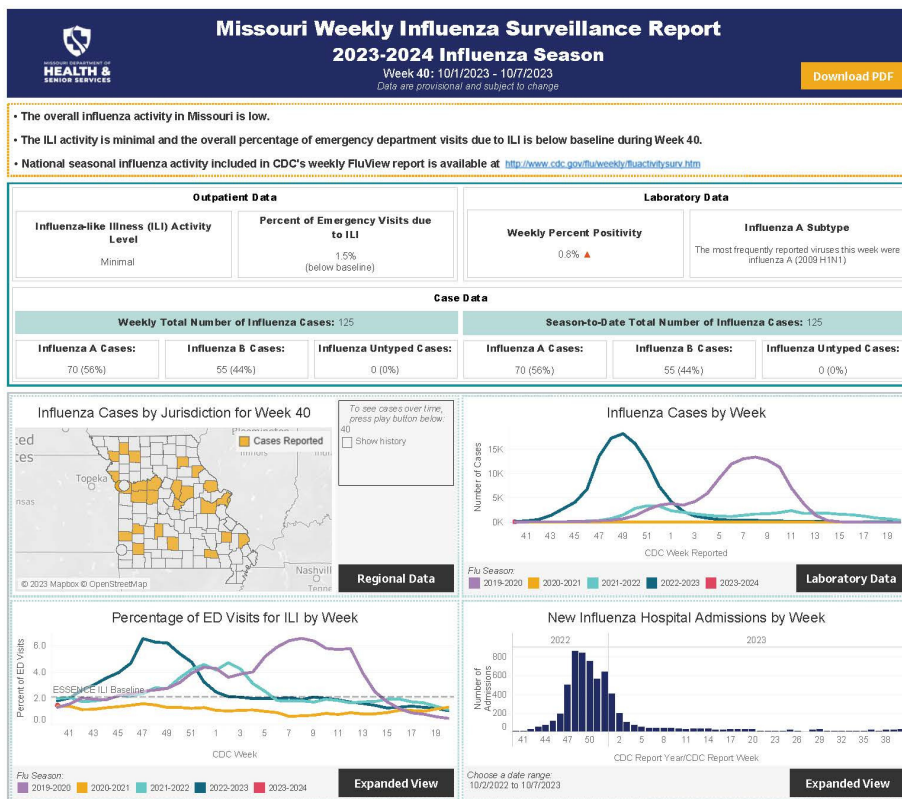 Missouri Weekly Influenza Surveillance Report
2023-2024 Influenza Season
Week 40: 10/1/2023 - 10/7/2023
Data are provisional and subject to change
MISSOURI DEPARTMENT OF
HEALTH &
SENIOR SERVICES
Download PDF
• The overall influenza activity in Missouri is low.
• The ILI activity is minimal and the overall percentage of emergency department visits due to ILI is below baseline during Week 40.
• National seasonal influenza activity included in CDC's weekly FluView report is available at http://www.cdc.gov/flu/weekly/fluactivitysurv.htm
Outpatient Data
Influenza-like Illness (ILI) Activity
Level
Minimal
Percent of Emergency Visits due
to ILI
1.5%
(below baseline)
Laboratory Data
Weekly Percent Positivity
0.8% ▲
Influenza A Subtype
The most frequently reported viruses this week were
influenza A (2009 H1N1)
Case Data
Weekly Total Number of Influenza Cases: 125
Season-to-Date Total Number of Influenza Cases: 125
Influenza A Cases:
70 (56%)
Influenza B Cases:
55 (44%)
Influenza Untyped Cases:
0 (0%)
Influenza A Cases:
70 (56%)
Influenza B Cases:
55 (44%)
Influenza Untyped Cases:
0 (0%)
Influenza Cases by Jurisdiction for Week 40
Cases Reported
Topeka
Nashvill
© 2023 Mapbox © OpenStreetMap
To see cases over time,
press play button below:
40
Show history
Regional Data
Influenza Cases by Week
Number of Cases
15K
10K
5K
0K
41 43 45 47 49 51 1 3 5 7 9 11 13 15 17 19
CDC Week Reported
Flu Season:
2019-2020 2020-2021 2021-2022 2022-2023 2023-2024
Laboratory Data
Percentage of ED Visits for ILI by Week
Percent of ED Visits
6.0
4.0
ESSENCE ILI Baseline
2.0
0.0
41 43 45 47 49 51 1 3 5 7 9 11 13 15 17 19
CDC Week
Flu Season:
2019-2020 2020-2021 2021-2022 2022-2023 2023-2024
Expanded View
New Influenza Hospital Admissions by Week
2022 2023
Number of
Admissions
800
600
400
200
0
41 44 47 50 2 5 8 11 14 17 20 23 26 29 32 35 38
CDC Report Year/CDC Report Week
Choose a date range:
10/2/2022 to 10/7/2023
Expanded View